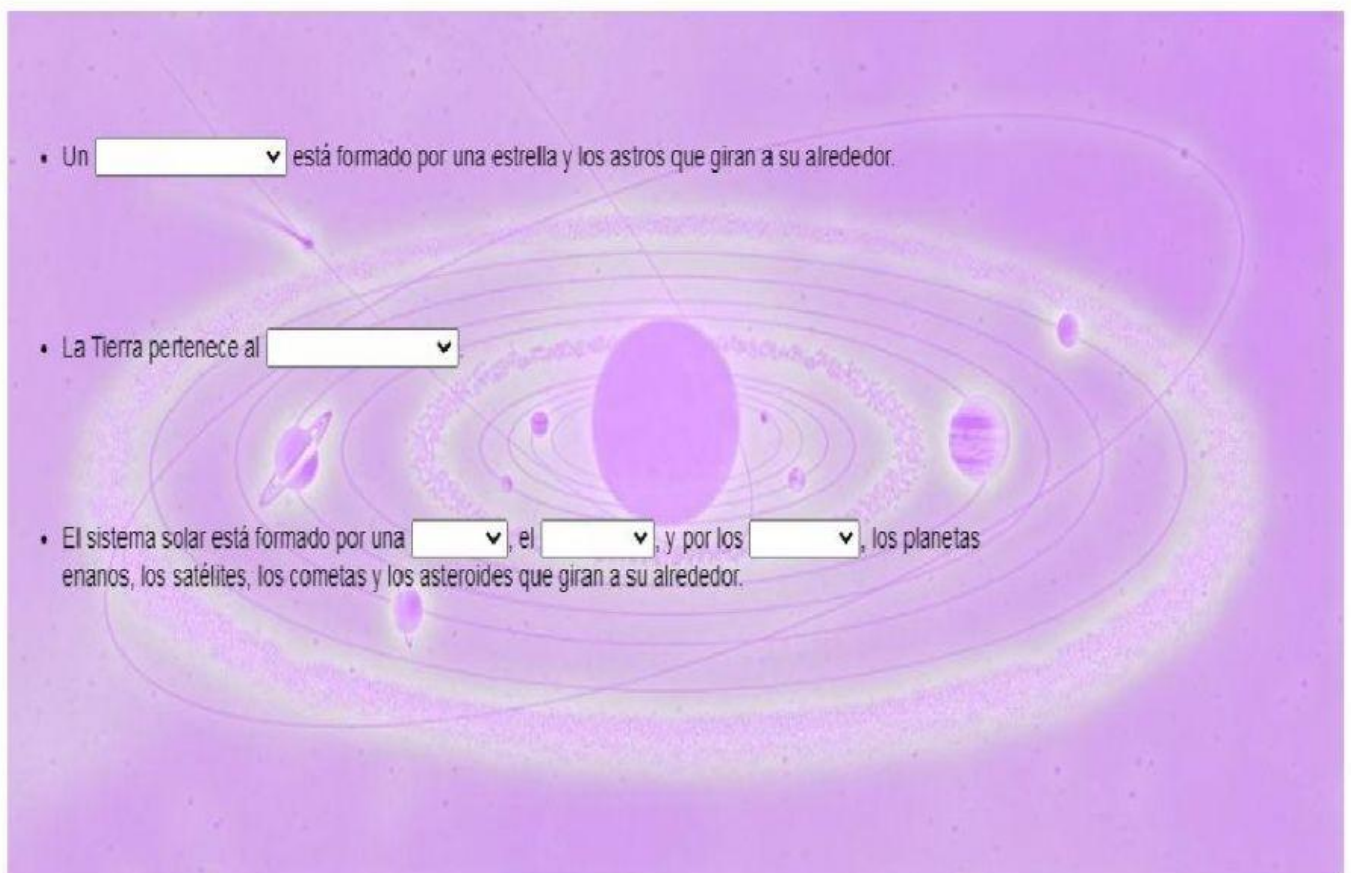 • Un está formado por una estrella y los astros que giran a su alrededor.
• La Tierra pertenece al .
• El sistema solar está formado por una , el , y por los , los planetas
enanos, los satélites, los cometas y los asteroides que giran a su alrededor.